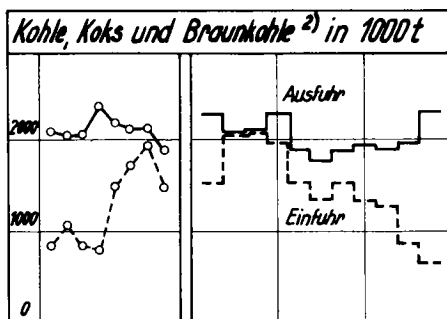 Kohle, Koks und Braunkohle 2) in 1000 t
Ausfuhr
2000
1000
Einfuhr
0